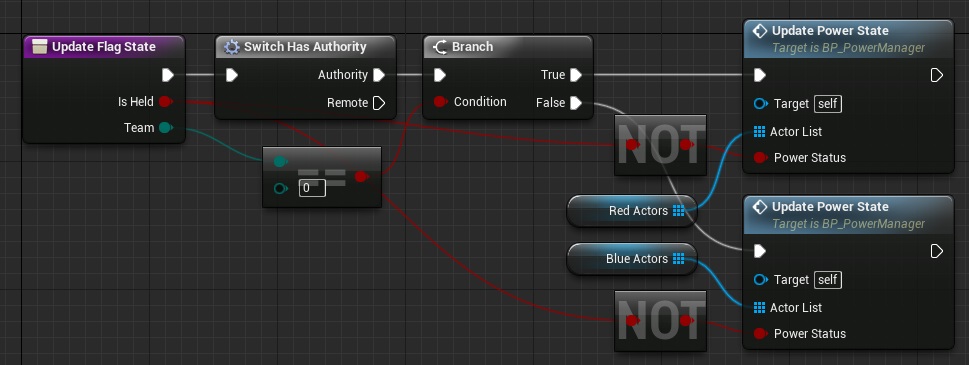 Update Flag State
Is Held
Team
Switch Has Authority
Authority
Remote
Branch
True
Condition
False
==
0
NOT
Red Actors
Blue Actors
NOT
Update Power State
Target is BP_PowerManager
Target self
Actor List
Power Status
Update Power State
Target is BP_PowerManager
Target self
Actor List
Power Status